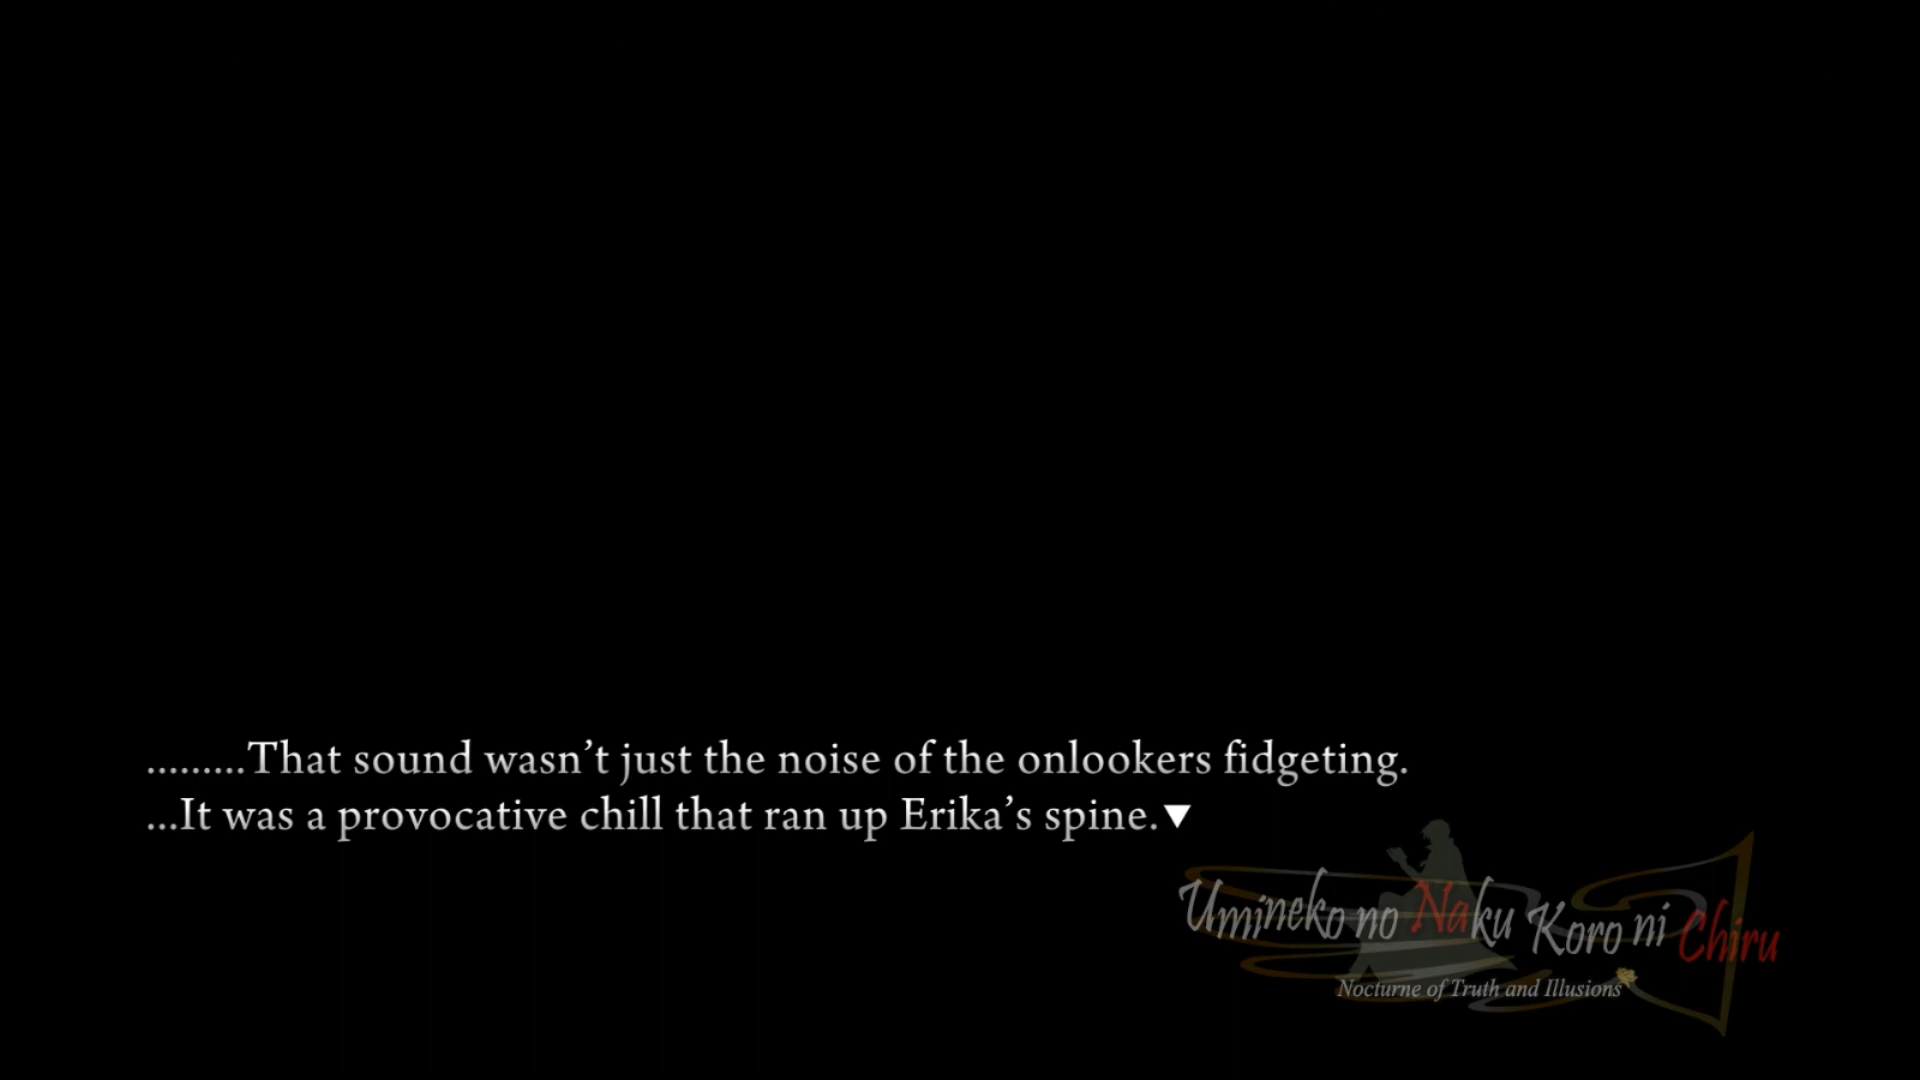 .........That sound wasn’t just the noise of the onlookers fidgeting.
...It was a provocative chill that ran up Erika’s spine.
Umineko no Naku Koro ni Chiru
Nocturne of Truth and Illusions